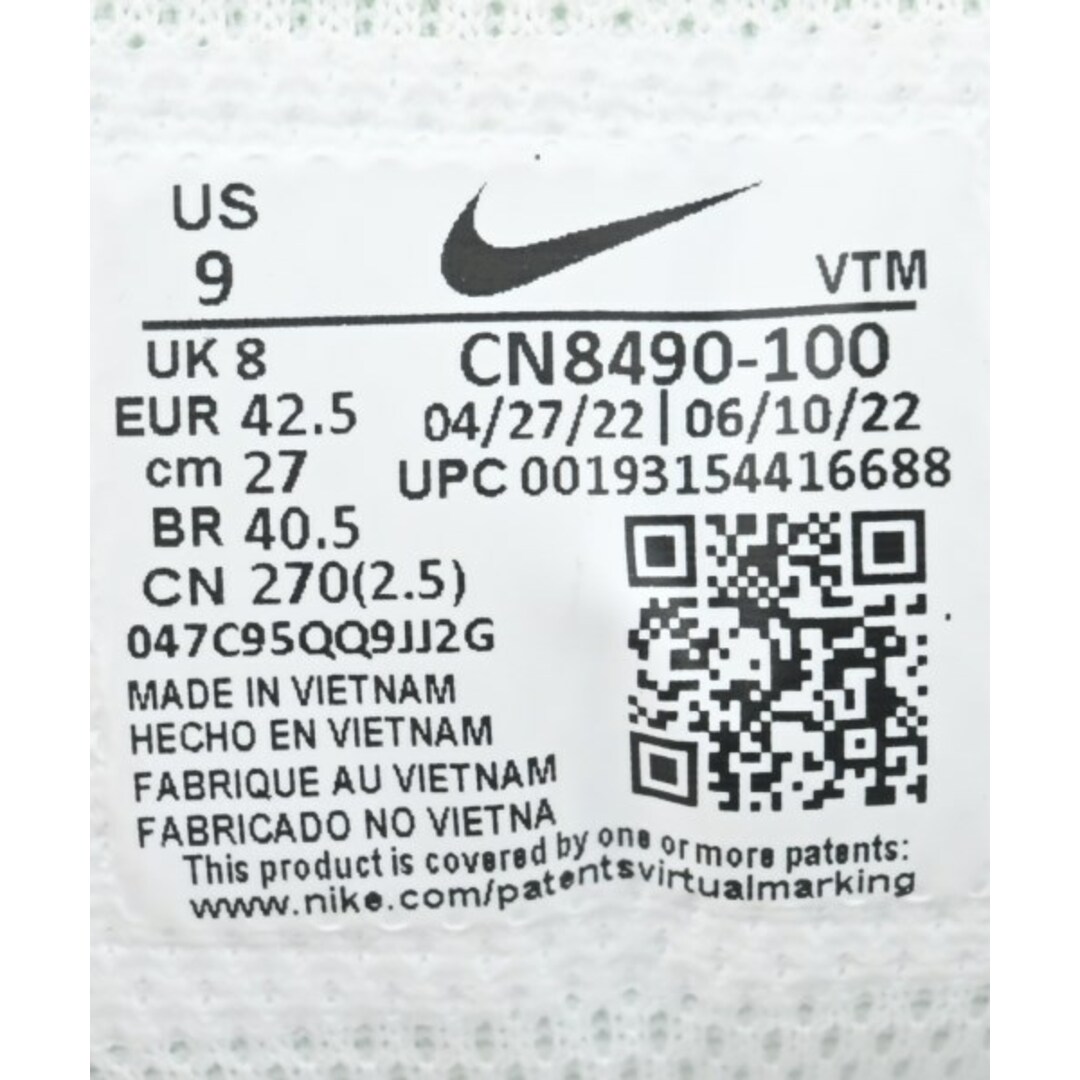 US
9
VTM
UK 8
CN8490-100
EUR 42.5
04/27/22 | 06/10/22
cm 27
UPC 00193154416688
BR 40.5
CN 270(2.5)
047C95QQ9JJ2G
MADE IN VIETNAM
HECHO EN VIETNAM
FABRIQUE AU VIETNAM
FABRICADO NO VIETNA
This product is covered by one or more patents:
www.nike.com/patentsvirtualmarking